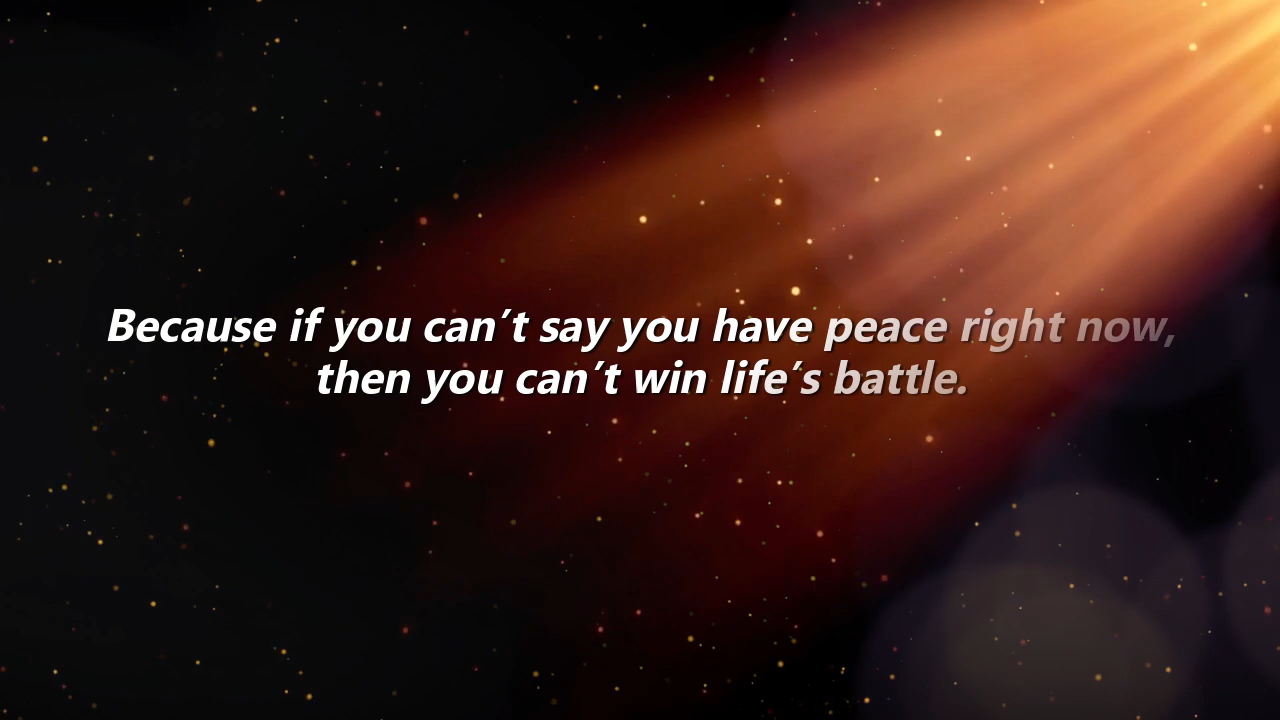 Because if you can′t say you have peace right now,
then you can′t win life′s battle.